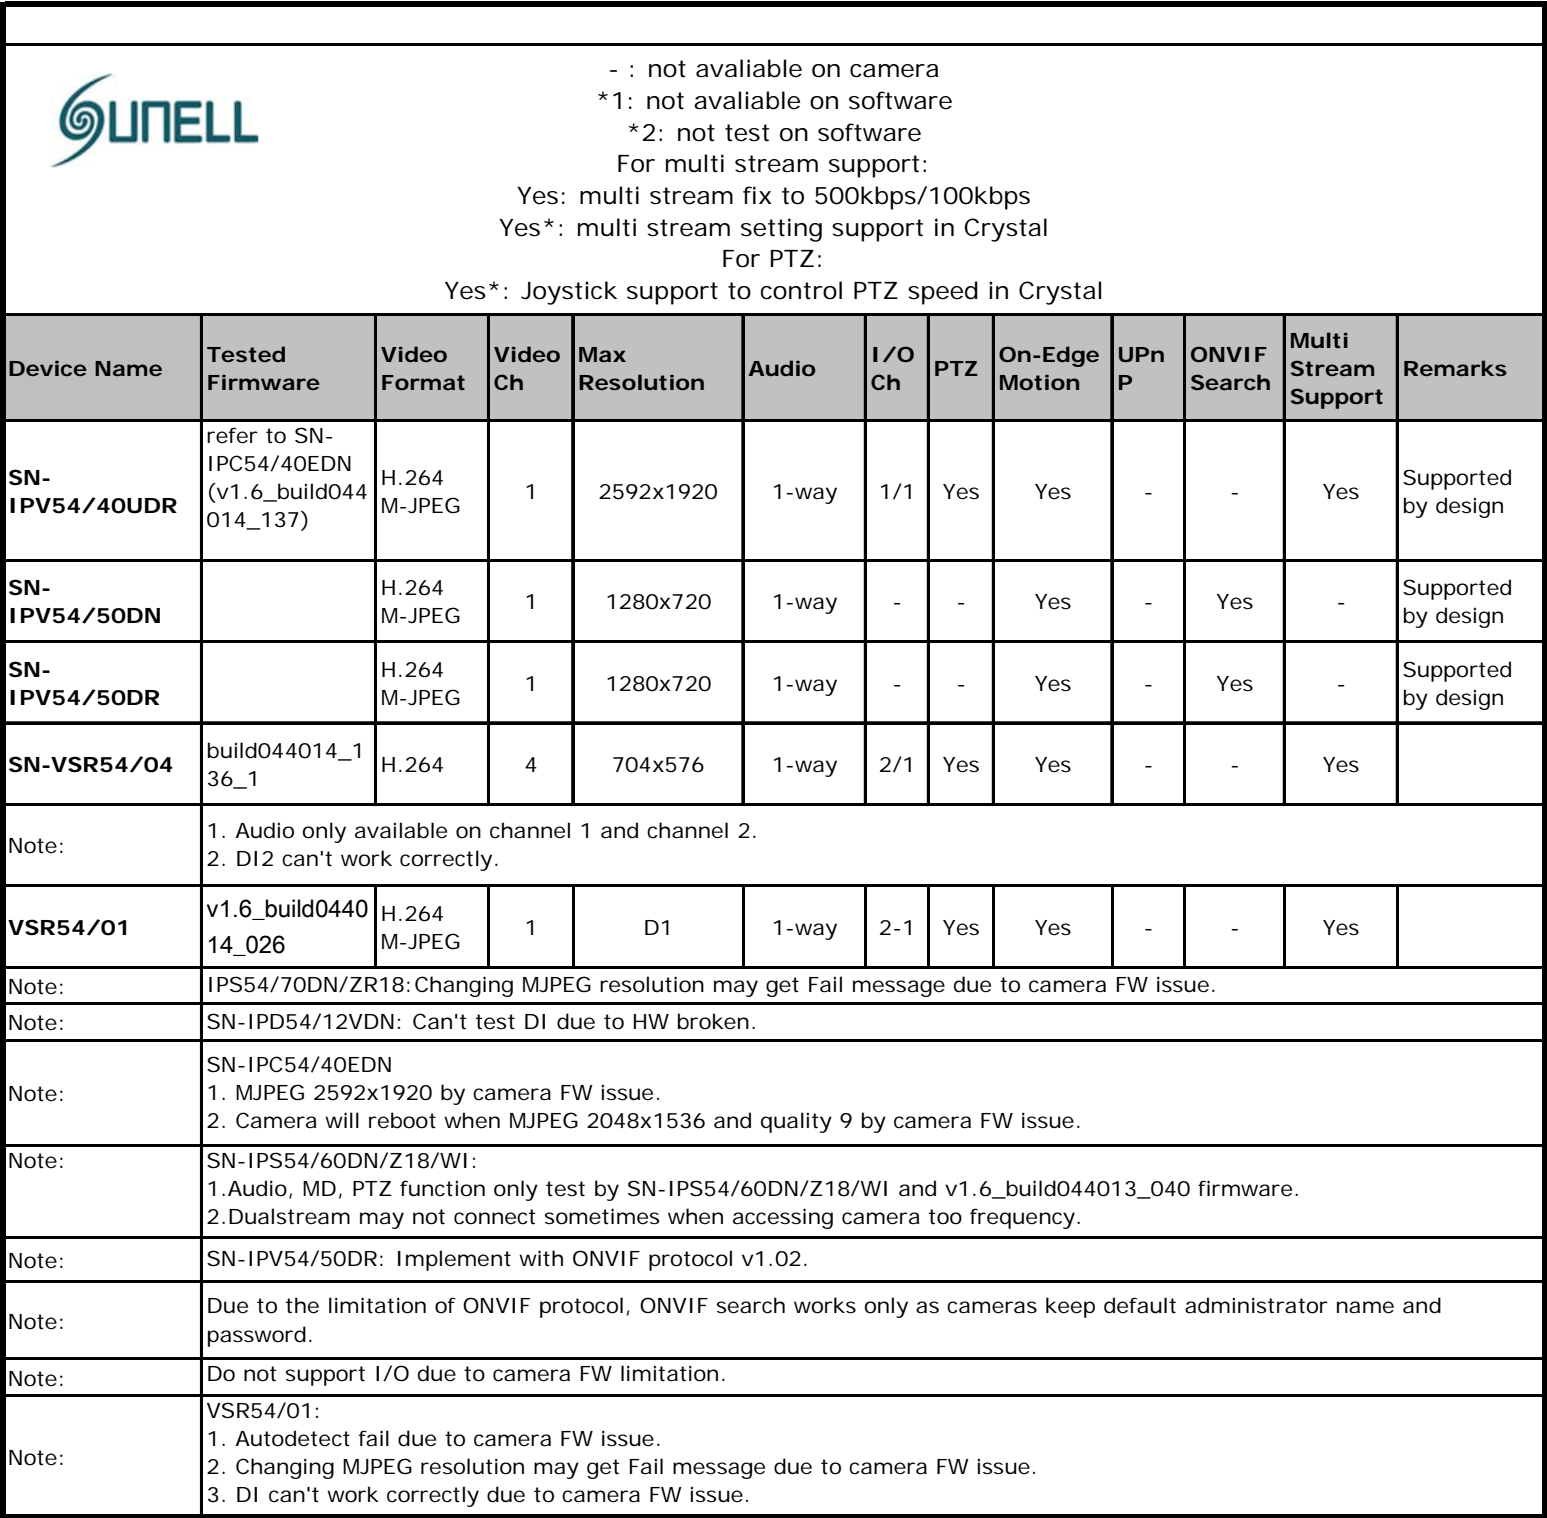 SUNELL
- : not avaliable on camera
*1: not avaliable on software
*2: not test on software
For multi stream support:
Yes: multi stream fix to 500kbps/100kbps
Yes*: multi stream setting support in Crystal
For PTZ:
Yes*: Joystick support to control PTZ speed in Crystal
Device Name | Tested Firmware | Video Format | Video Ch | Max Resolution | Audio | I/O Ch | PTZ | On-Edge Motion | UPnP | ONVIF Search | Multi Stream Support | Remarks
SN-IPV54/40UDR | refer to SN-IPC54/40EDN (v1.6_build044014_137) | H.264 M-JPEG | 1 | 2592x1920 | 1-way | 1/1 | Yes | Yes | - | - | Yes | Supported by design
SN-IPV54/50DN | | H.264 M-JPEG | 1 | 1280x720 | 1-way | - | - | Yes | - | Yes | - | Supported by design
SN-IPV54/50DR | | H.264 M-JPEG | 1 | 1280x720 | 1-way | - | - | Yes | - | Yes | - | Supported by design
SN-VSR54/04 | build044014_136_1 | H.264 | 4 | 704x576 | 1-way | 2/1 | Yes | Yes | - | - | Yes |
Note: 1. Audio only available on channel 1 and channel 2.
2. DI2 can't work correctly.
VSR54/01 | v1.6_build044014_026 | H.264 M-JPEG | 1 | D1 | 1-way | 2-1 | Yes | Yes | - | - | Yes |
Note: IPS54/70DN/ZR18:Changing MJPEG resolution may get Fail message due to camera FW issue.
Note: SN-IPD54/12VDN: Can't test DI due to HW broken.
Note: SN-IPC54/40EDN
1. MJPEG 2592x1920 by camera FW issue.
2. Camera will reboot when MJPEG 2048x1536 and quality 9 by camera FW issue.
Note: SN-IPS54/60DN/Z18/WI:
1.Audio, MD, PTZ function only test by SN-IPS54/60DN/Z18/WI and v1.6_build044013_040 firmware.
2.Dualstream may not connect sometimes when accessing camera too frequency.
Note: SN-IPV54/50DR: Implement with ONVIF protocol v1.02.
Note: Due to the limitation of ONVIF protocol, ONVIF search works only as cameras keep default administrator name and
password.
Note: Do not support I/O due to camera FW limitation.
Note: VSR54/01:
1. Autodetect fail due to camera FW issue.
2. Changing MJPEG resolution may get Fail message due to camera FW issue.
3. DI can't work correctly due to camera FW issue.